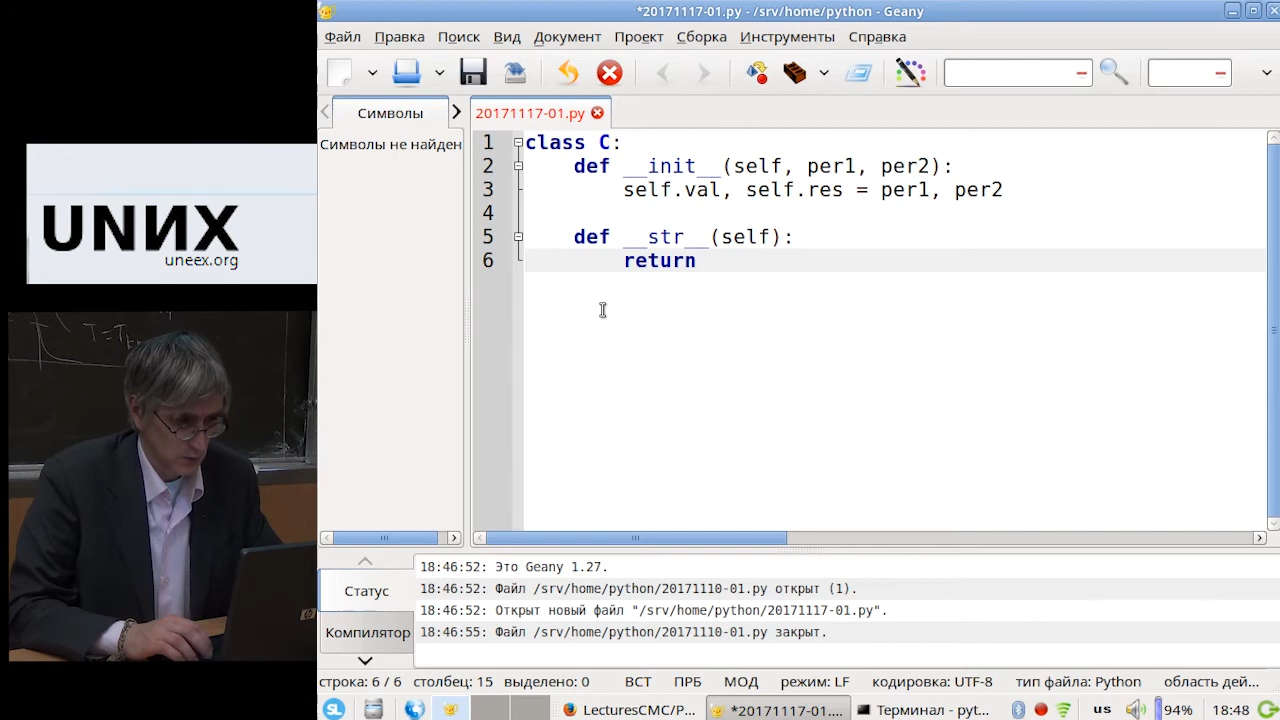 *20171117-01.py - /srv/home/python - Geany
Файл Правка Поиск Вид Документ Проект Сборка Инструменты Справка
Символы
20171117-01.py
Символы не найден
1 class C:
2 def __init__(self, per1, per2):
3 self.val, self.res = per1, per2
4
5 def __str__(self):
6 return
UNИX
uneex.org
T=T
Статус
Компилятор
18:46:52: Это Geany 1.27.
18:46:52: Файл /srv/home/python/20171110-01.py открыт (1).
18:46:52: Открыт новый файл "/srv/home/python/20171117-01.py".
18:46:55: Файл /srv/home/python/20171110-01.py закрыт.
строка: 6 / 6 столбец: 15 выделено: 0 ВСТ ПРБ МОД режим: LF кодировка: UTF-8 тип файла: Python область дей…
SL LecturesCMC/P... *20171117-01.... Терминал - pyt... us 94% 18:48
hp